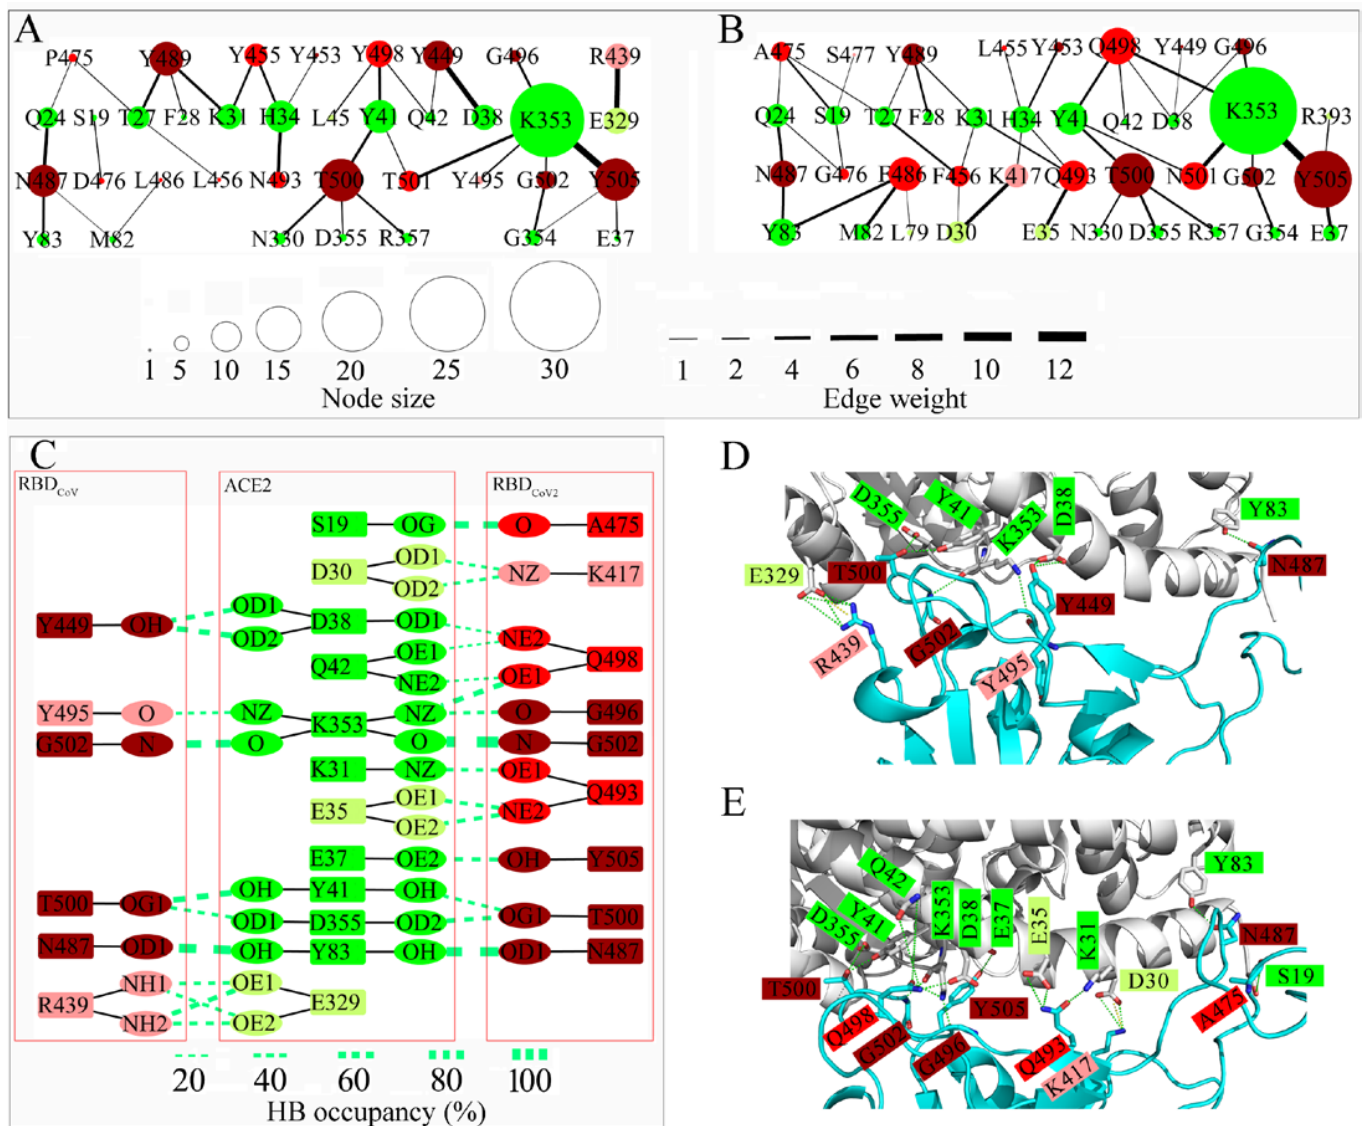 A
P475 Y489 Y455 Y453 Y498 Y449 G496 R439
Q24 S19 T27 F28 K31 H34 L45 Y41 Q42 D38 K353 E329
N487 D476 L486 L456 N493 T500 T501 Y495 G502 Y505
Y83 M82 N330 D355 R357 G354 E37
B
A475 S477 Y489 L455 Y453 Q498 Y449 G496
Q24 S19 T27 F28 K31 H34 Y41 Q42 D38 K353 R393
N487 G476 F486 F456 K417 Q493 T500 N501 G502 Y505
Y83 M82 L79 D30 E35 N330 D355 R357 G354 E37
1 5 10 15 20 25 30
Node size
1 2 4 6 8 10 12
Edge weight
C
RBDCoV ACE2 RBDCoV2
S19 OG O A475
D30 OD1 OD2 NZ K417
Y449 OH OD1 OD2 D38 OD1 NE2
Q42 OE1 NE2 OE1 Q498
Y495 O NZ K353 NZ O G496
G502 N O O N G502
K31 NZ OE1
E35 OE1 OE2 NE2 Q493
E37 OE2 OH Y505
T500 OG1 OH Y41 OH
OD1 D355 OD2 OG1 T500
N487 OD1 OH Y83 OH OD1 N487
R439 NH1 NH2 OE1 OE2 E329
20 40 60 80 100
HB occupancy (%)
D
D355 Y41 K353 D38 Y83
E329 T500 N487
R439 G502 Y495 Y449
E
Q42 Y83
D355 Y41 K353 D38 E37 E35 K31 N487
T500 D30 S19
Q498 G502 G496 Y505 Q493 K417 A475